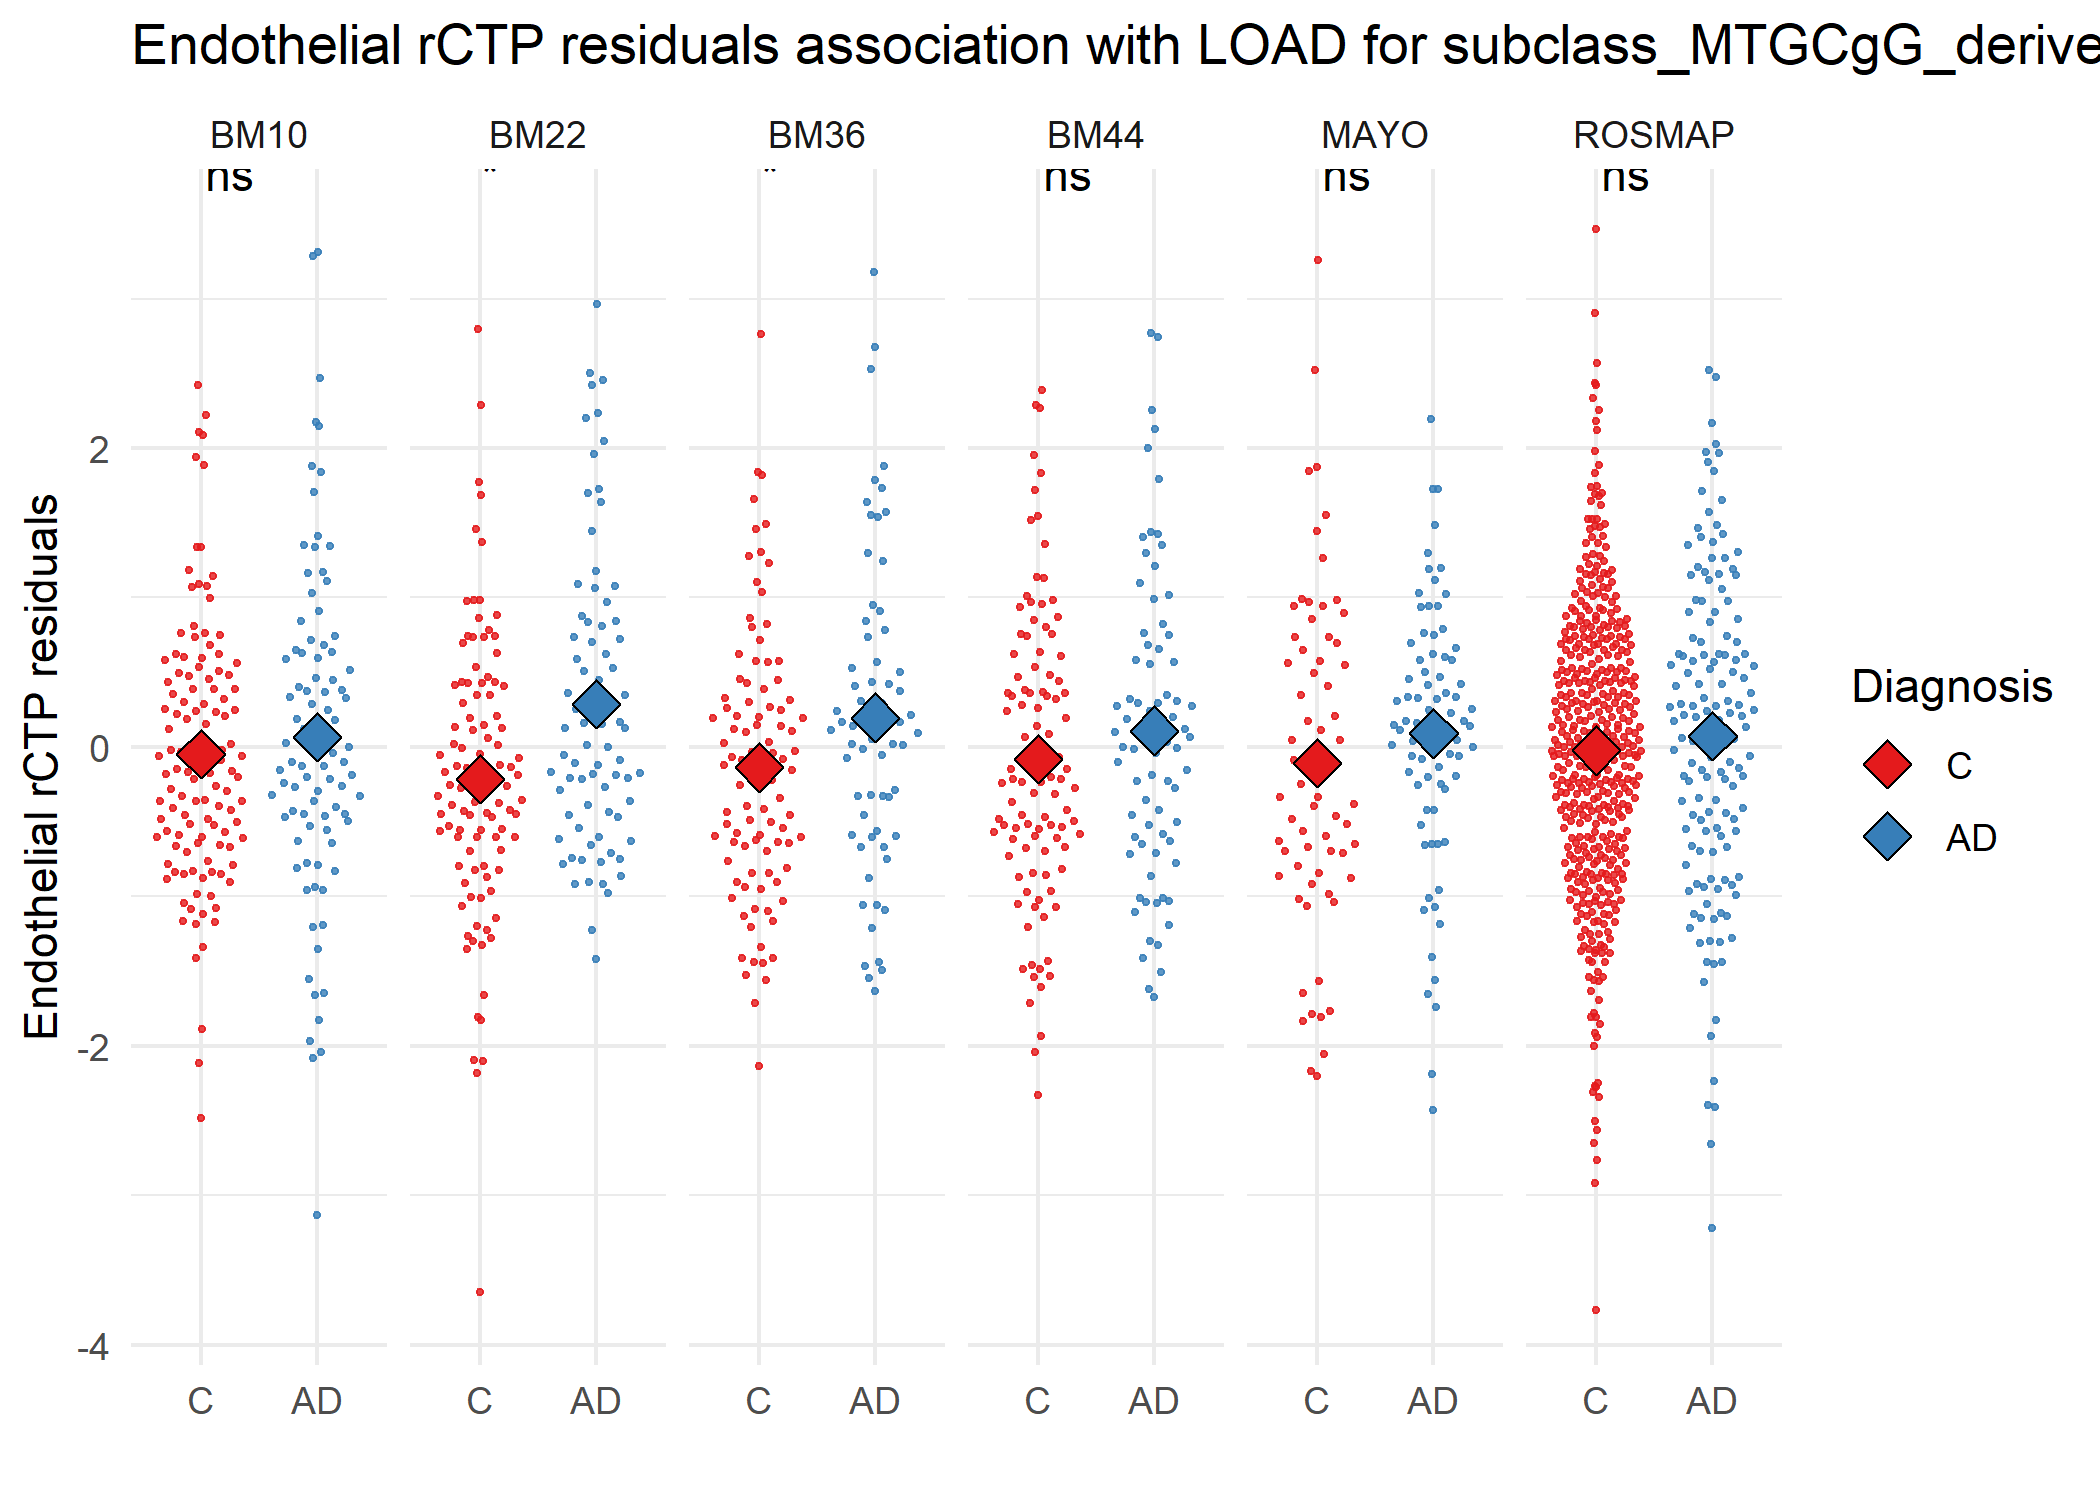 Endothelial rCTP residuals association with LOAD for subclass_MTGCgG_derive
BM10 BM22 BM36 BM44 MAYO ROSMAP
ns * * ns ns ns
Endothelial rCTP residuals
2
0
-2
-4
C AD C AD C AD C AD C AD C AD
Diagnosis
C
AD